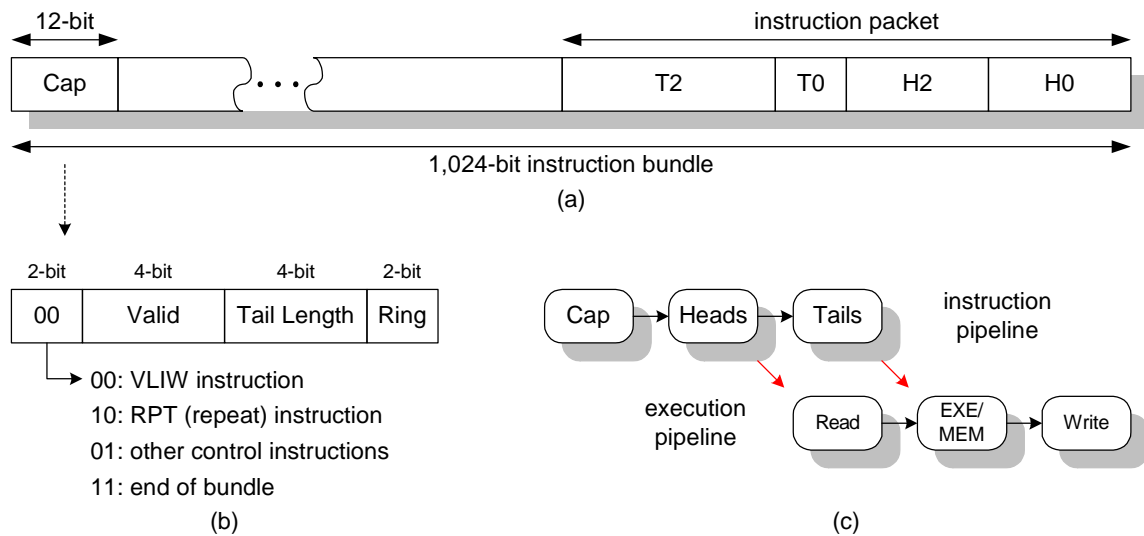 12-bit
instruction packet
Cap
• • •
T2
T0
H2
H0
1,024-bit instruction bundle
(a)
2-bit
4-bit
4-bit
2-bit
00
Valid
Tail Length
Ring
00: VLIW instruction
10: RPT (repeat) instruction
01: other control instructions
11: end of bundle
(b)
Cap
Heads
Tails
instruction
pipeline
execution
pipeline
Read
EXE/
MEM
Write
(c)